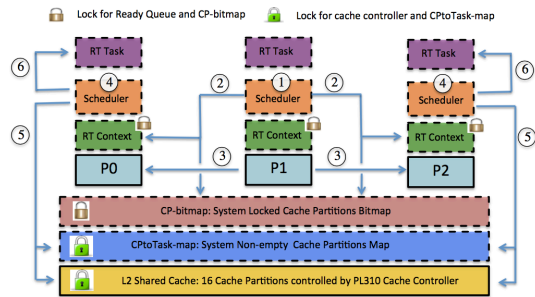 Lock for Ready Queue and CP-bitmap
Lock for cache controller and CPtoTask-map
RT Task
RT Task
RT Task
6
4
2
1
2
4
6
Scheduler
Scheduler
Scheduler
5
5
RT Context
RT Context
RT Context
3
3
P0
P1
P2
CP-bitmap: System Locked Cache Partitions Bitmap
CPtoTask-map: System Non-empty Cache Partitions Map
L2 Shared Cache: 16 Cache Partitions controlled by PL310 Cache Controller